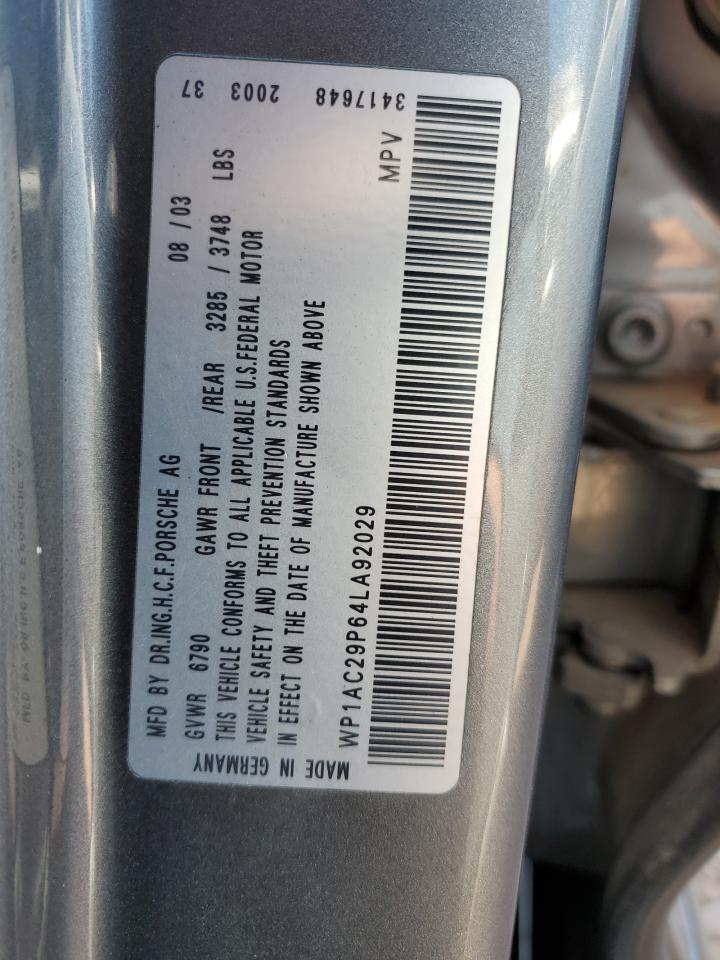 MFD BY DR.ING.H.C.F.PORSCHE AG 08 / 03
GVWR 6790 GAWR FRONT /REAR 3285 / 3748 LBS
THIS VEHICLE CONFORMS TO ALL APPLICABLE U.S.FEDERAL MOTOR
VEHICLE SAFETY AND THEFT PREVENTION STANDARDS
IN EFFECT ON THE DATE OF MANUFACTURE SHOWN ABOVE
WP1AC29P64LA92029 MPV
MADE IN GERMANY
3417648 2003 37